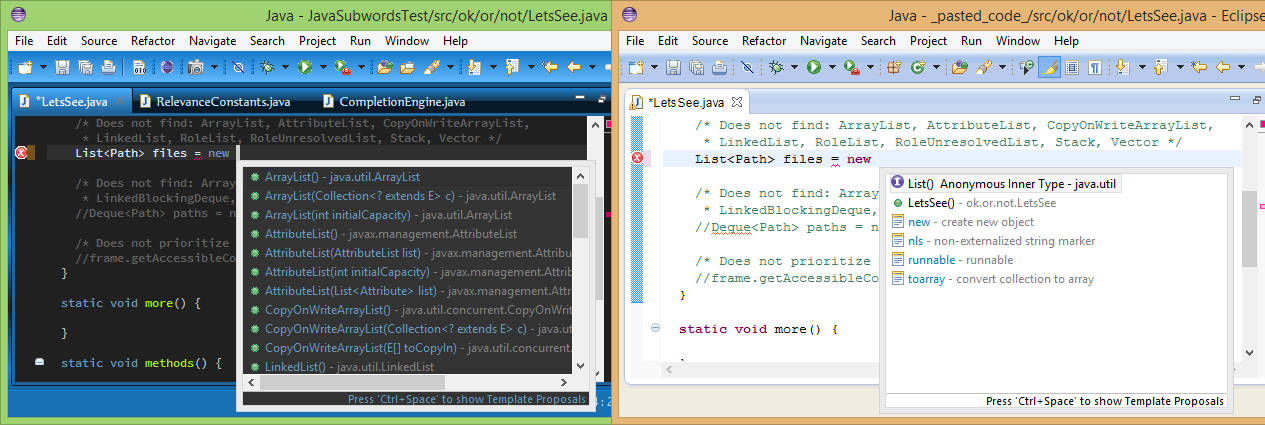 Java - JavaSubwordsTest/src/ok/or/not/LetsSee.java
File Edit Source Refactor Navigate Search Project Run Window Help
*LetsSee.java RelevanceConstants.java CompletionEngine.java
/* Does not find: ArrayList, AttributeList, CopyOnWriteArrayList,
* LinkedList, RoleList, RoleUnresolvedList, Stack, Vector */
List<Path> files = new
/* Does not find: Array
* LinkedBlockingDeque,
//Deque<Path> paths = n
/* Does not prioritize
//frame.getAccessibleCo
}
static void more() {
}
static void methods() {
ArrayList() - java.util.ArrayList
ArrayList(Collection<? extends E> c) - java.util.ArrayList
ArrayList(int initialCapacity) - java.util.ArrayList
AttributeList() - javax.management.AttributeList
AttributeList(AttributeList list) - javax.management.Attribut
AttributeList(int initialCapacity) - javax.management.Attribut
AttributeList(List<Attribute> list) - javax.management.Attribu
CopyOnWriteArrayList() - java.util.concurrent.CopyOnWrit
CopyOnWriteArrayList(Collection<? extends E> c) - java.ut
CopyOnWriteArrayList(E[] toCopyIn) - java.util.concurrent.
LinkedList() - java.util.LinkedList
Press 'Ctrl+Space' to show Template Proposals
Java - _pasted_code_/src/ok/or/not/LetsSee.java - Eclipse
File Edit Source Refactor Navigate Search Project Run Window Help
*LetsSee.java
/* Does not find: ArrayList, AttributeList, CopyOnWriteArrayList,
* LinkedList, RoleList, RoleUnresolvedList, Stack, Vector */
List<Path> files = new
/* Does not find: Array
* LinkedBlockingDeque,
//Deque<Path> paths = n
/* Does not prioritize
//frame.getAccessibleCo
}
static void more() {
List() Anonymous Inner Type - java.util
LetsSee() - ok.or.not.LetsSee
new - create new object
nls - non-externalized string marker
runnable - runnable
toarray - convert collection to array
Press 'Ctrl+Space' to show Template Proposals